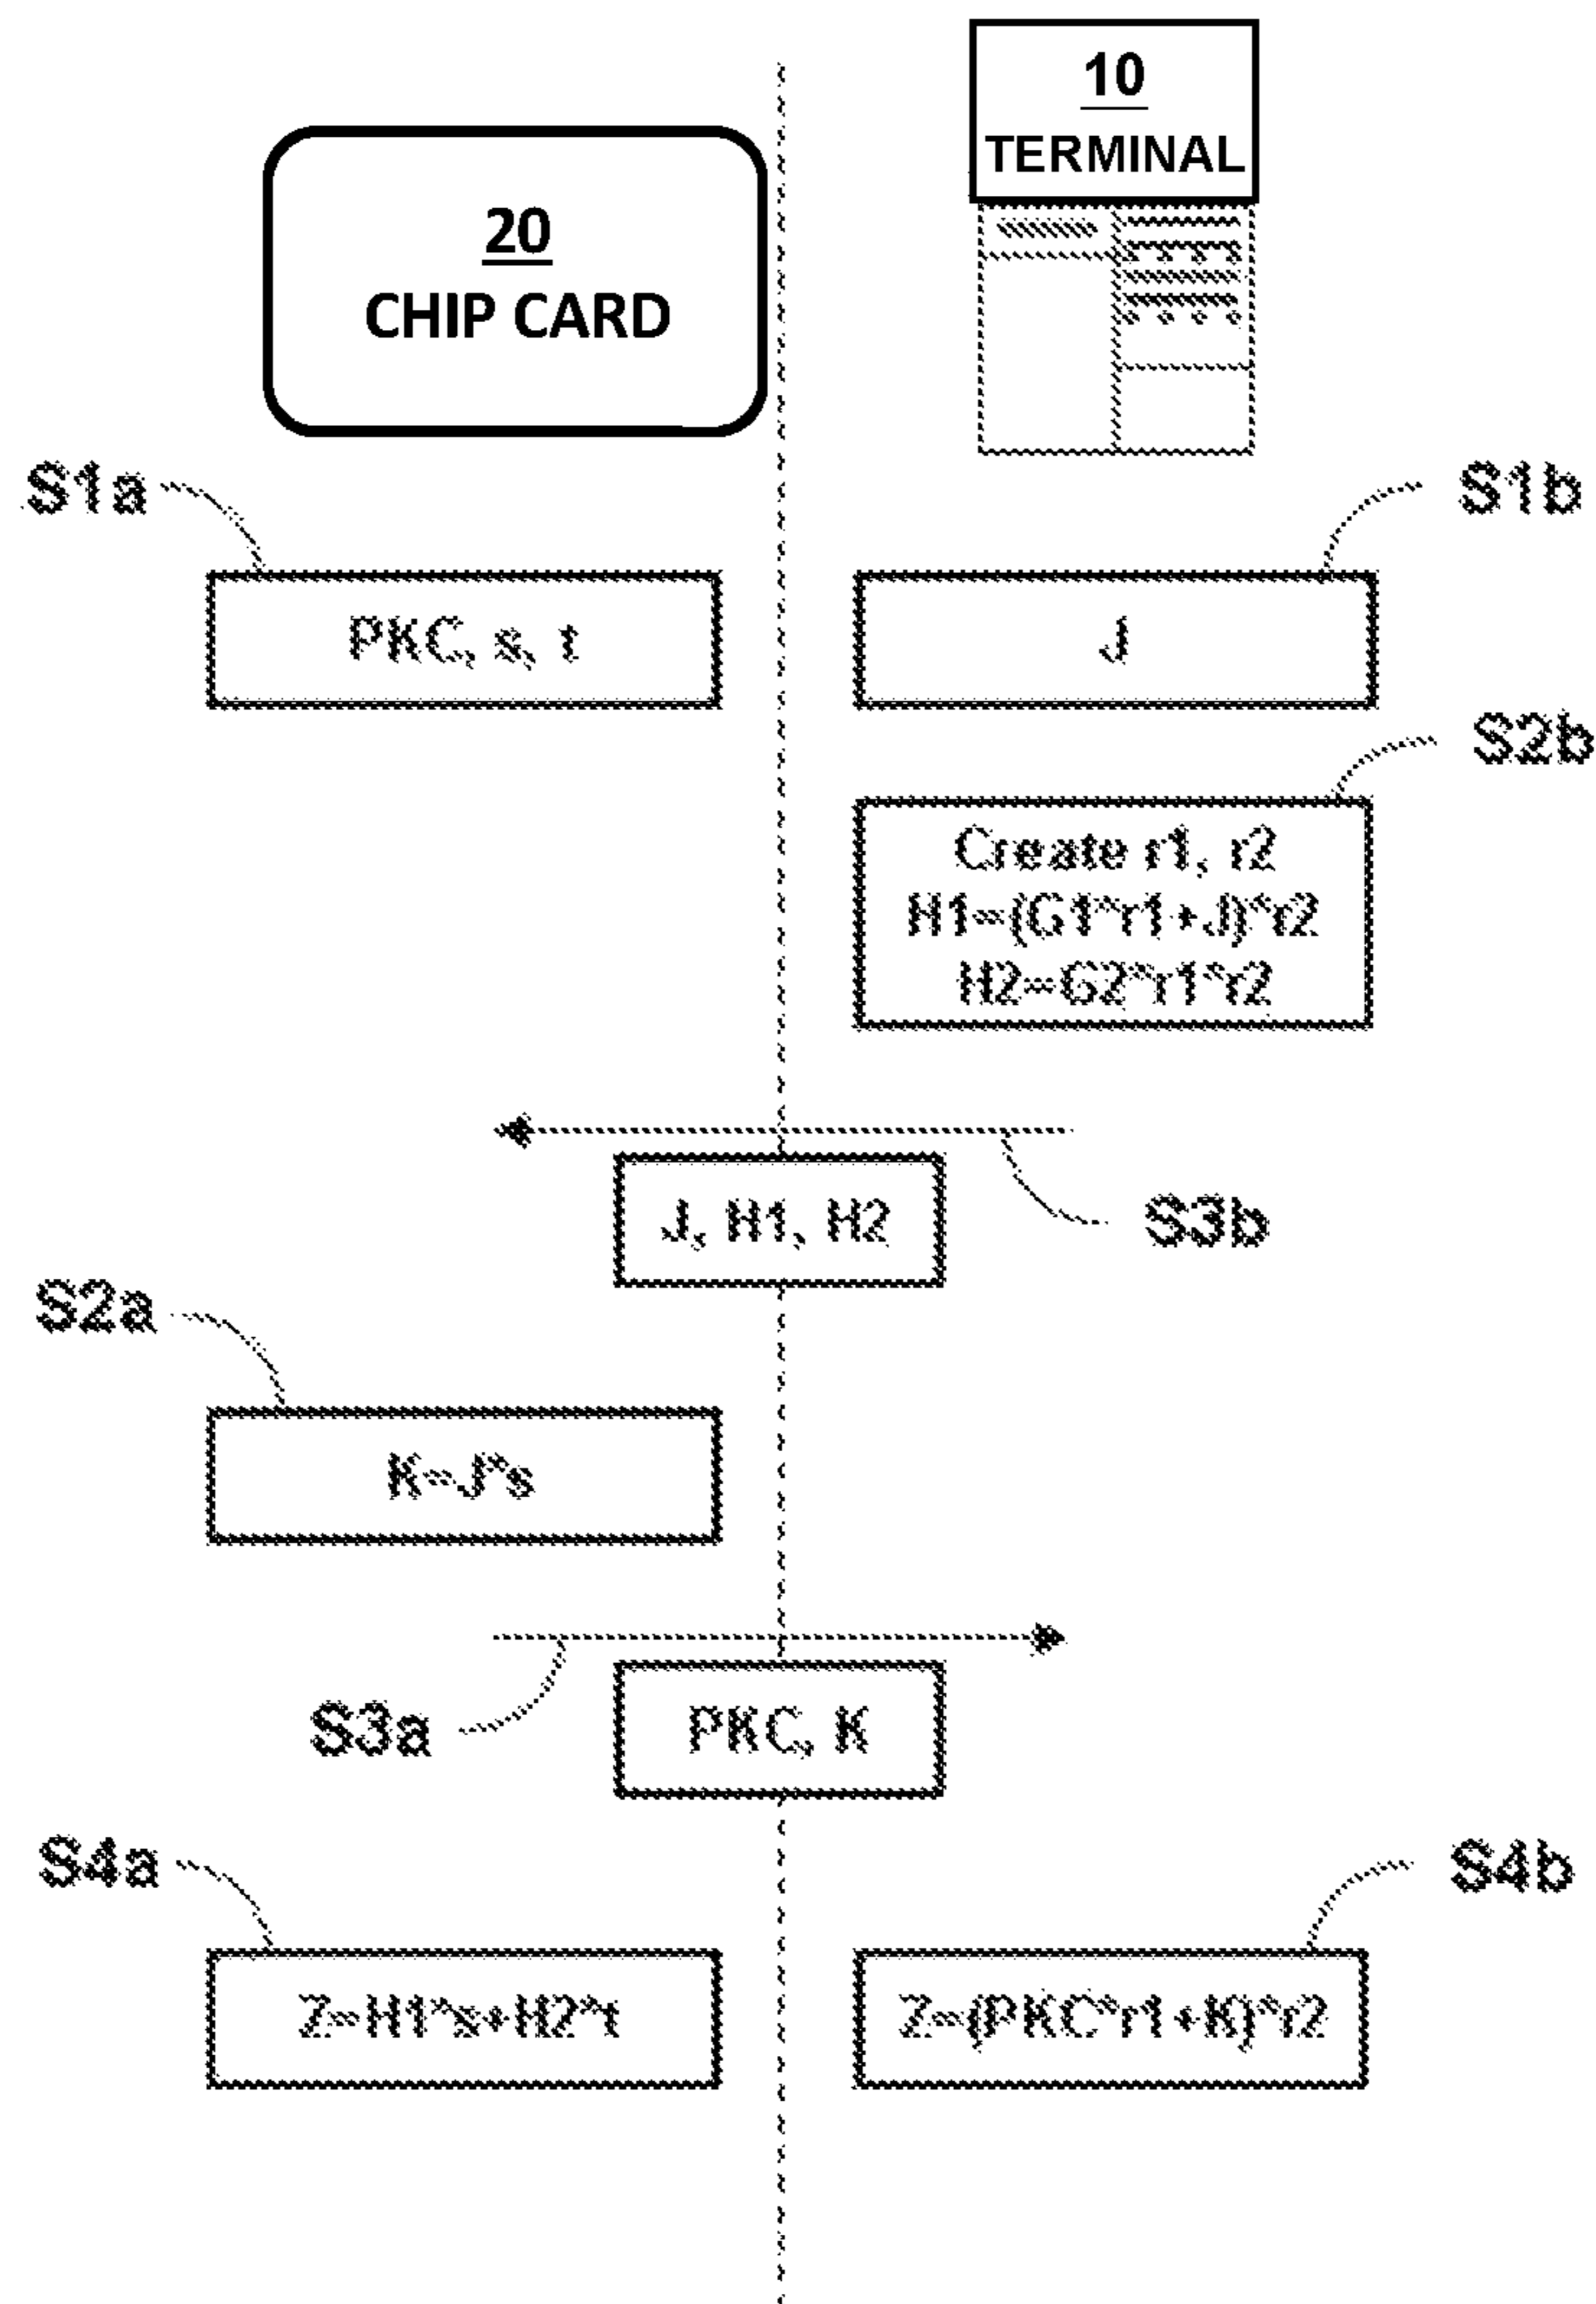 10
TERMINAL
20
CHIP CARD
S1a
S1b
PKC, s, t
J
S2b
Create r1, r2
H1=(G1^r1+J)^r2
H2=G2^r1^r2
J, H1, H2
S3b
S2a
K=J^s
S3a
PKC, K
S4a
S4b
Z=H1^s+H2^t
Z=(PKC^r1+K)^r2